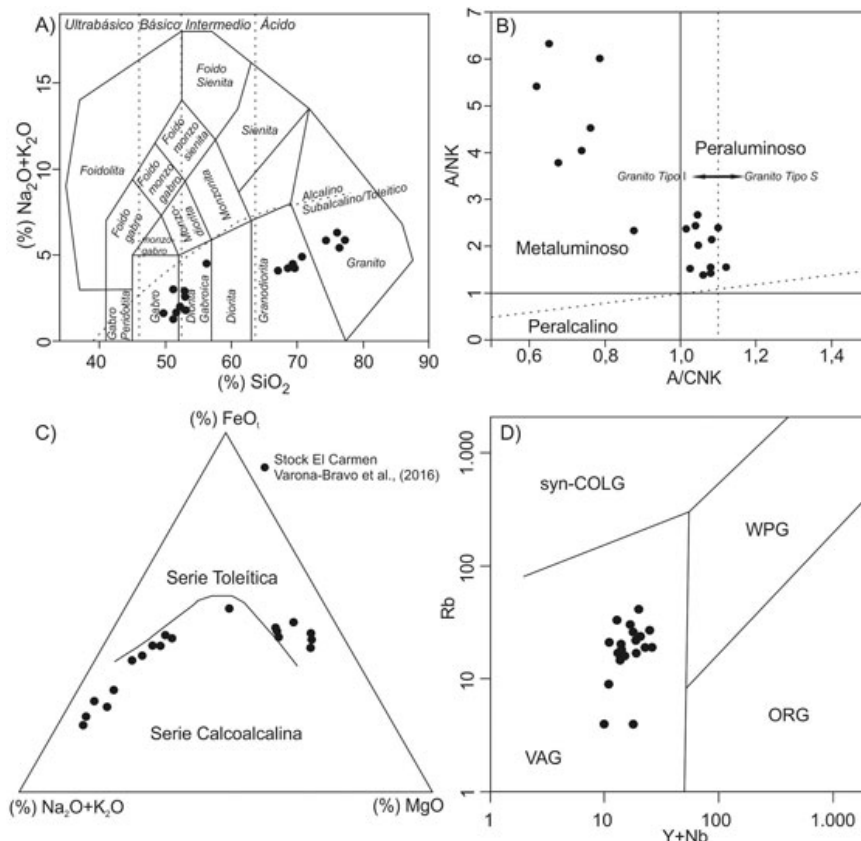 A)
Ultrabásico
Básico
Intermedio
Ácido
(%) Na₂O+K₂O
15
10
5
0
Foidolita
Foido
Sienita
Foido
monzo
sienita
Sienita
Foido
monzo
gabro
Foido
gabro
monzo-
gabro
Monzo
diorita
Monzonita
Alcalino
Subalcalino/Toleítico
Granito
Gabro
Peridolita
Gabro
Diorita
Gabroica
Diorita
Granodiorita
40
50
60
70
80
90
(%) SiO₂
B)
A/NK
7
6
5
4
3
2
1
0
Peraluminoso
Granito Tipo I
Granito Tipo S
Metaluminoso
Peralcalino
0,6
0,8
1,0
1,2
1,4
A/CNK
C)
(%) FeOₜ
Stock El Carmen
Varona-Bravo et al., (2016)
Serie Toleítica
Serie Calcoalcalina
(%) Na₂O+K₂O
(%) MgO
D)
Rb
1.000
100
10
1
syn-COLG
WPG
VAG
ORG
1
10
100
1.000
Y+Nb